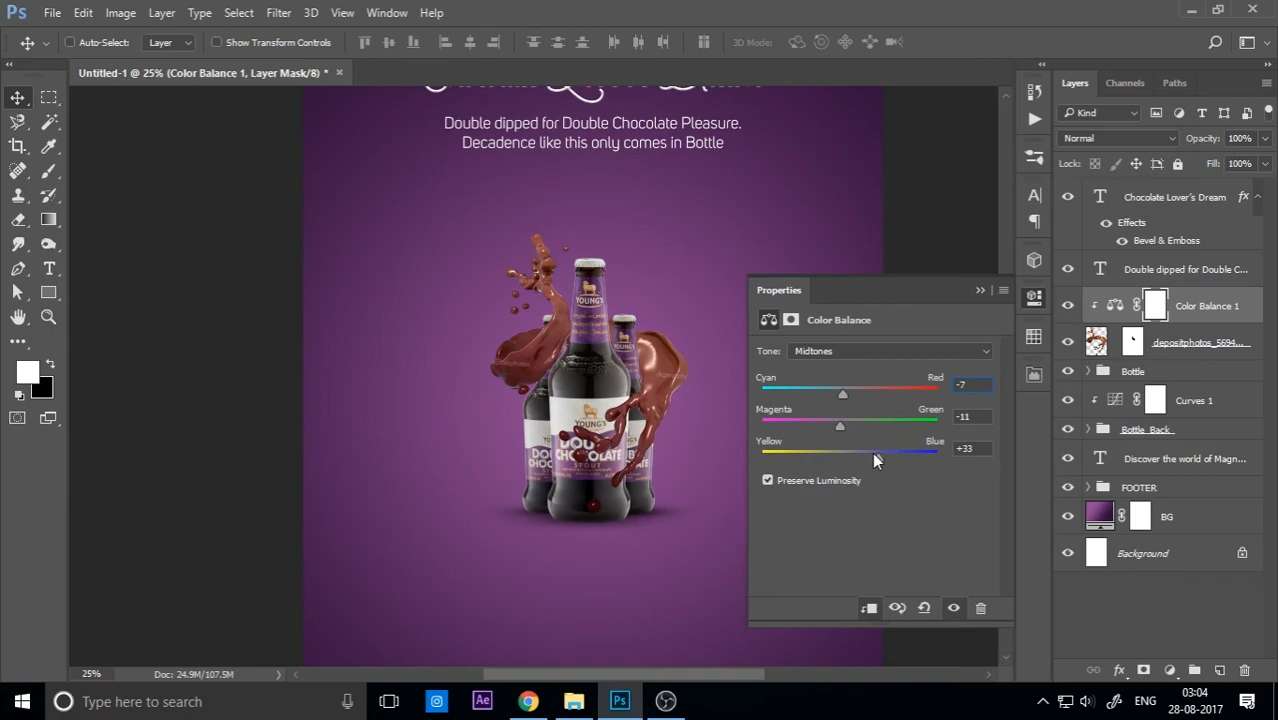 Ps File Edit Image Layer Type Select Filter 3D View Window Help
Auto-Select: Layer Show Transform Controls 3D Mode:
Untitled-1 @ 25% (Color Balance 1, Layer Mask/8) *
Double dipped for Double Chocolate Pleasure.
Decadence like this only comes in Bottle
YOUNG'S
YOUNG'S
DOUBLE
CHOCOLATE
STOUT
Properties
Color Balance
Tone: Midtones
Cyan Red -7
Magenta Green -11
Yellow Blue +33
Preserve Luminosity
Layers Channels Paths
Kind
Normal Opacity: 100%
Lock: Fill: 100%
Chocolate Lover's Dream fx
Effects
Bevel & Emboss
Double dipped for Double C...
Color Balance 1
depositphotos_5694...
Bottle
Curves 1
Bottle_Back
Discover the world of Magn...
FOOTER
BG
Background
25% Doc: 24.9M/107.5M
Type here to search
Ae
Ps
ENG
03:04
28-08-2017